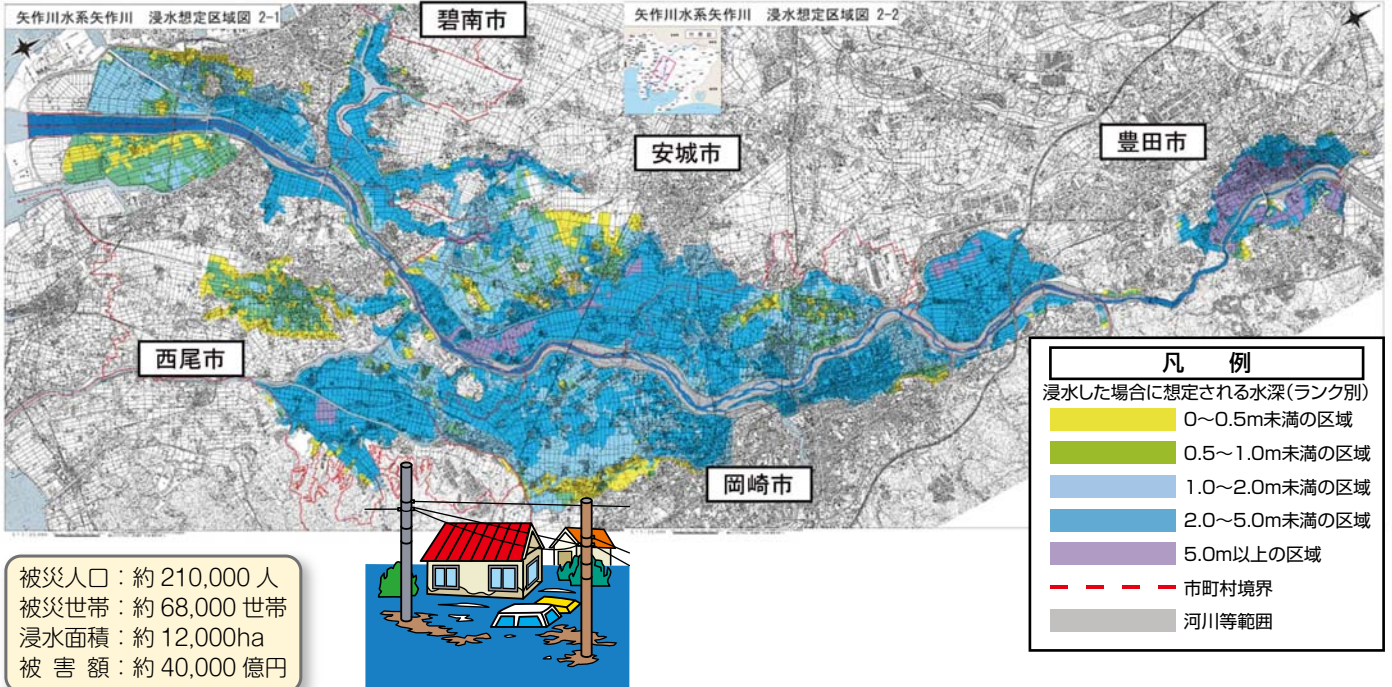 矢作川水系矢作川 浸水想定区域図 2-1
碧南市
矢作川水系矢作川 浸水想定区域図 2-2
安城市
豊田市
西尾市
岡崎市
凡 例
浸水した場合に想定される水深(ランク別)
0〜0.5m未満の区域
0.5〜1.0m未満の区域
1.0〜2.0m未満の区域
2.0〜5.0m未満の区域
5.0m以上の区域
市町村境界
河川等範囲
被災人口：約 210,000 人
被災世帯：約 68,000 世帯
浸水面積：約 12,000ha
被 害 額：約 40,000 億円